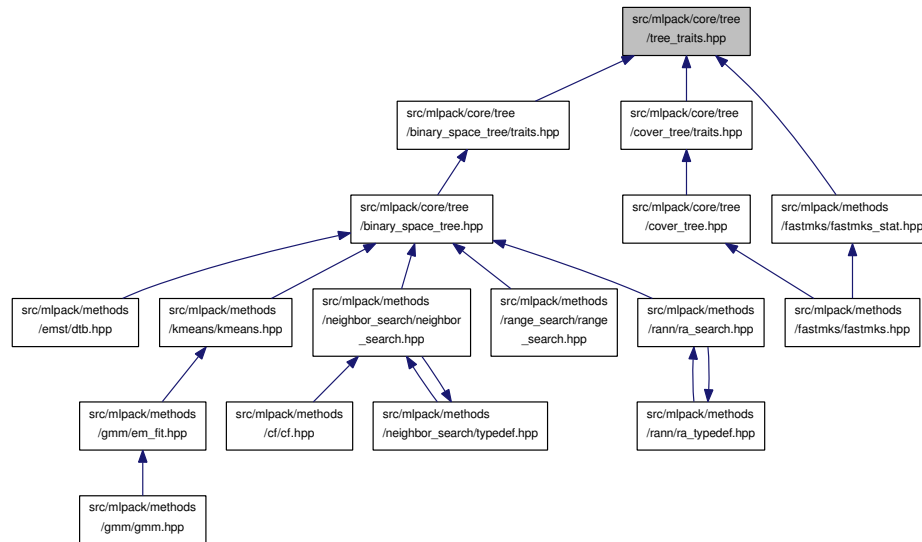 src/mlpack/core/tree
/tree_traits.hpp
src/mlpack/core/tree
/binary_space_tree/traits.hpp
src/mlpack/core/tree
/cover_tree/traits.hpp
src/mlpack/core/tree
/binary_space_tree.hpp
src/mlpack/core/tree
/cover_tree.hpp
src/mlpack/methods
/fastmks/fastmks_stat.hpp
src/mlpack/methods
/emst/dtb.hpp
src/mlpack/methods
/kmeans/kmeans.hpp
src/mlpack/methods
/neighbor_search/neighbor
_search.hpp
src/mlpack/methods
/range_search/range
_search.hpp
src/mlpack/methods
/rann/ra_search.hpp
src/mlpack/methods
/fastmks/fastmks.hpp
src/mlpack/methods
/gmm/em_fit.hpp
src/mlpack/methods
/cf/cf.hpp
src/mlpack/methods
/neighbor_search/typedef.hpp
src/mlpack/methods
/rann/ra_typedef.hpp
src/mlpack/methods
/gmm/gmm.hpp